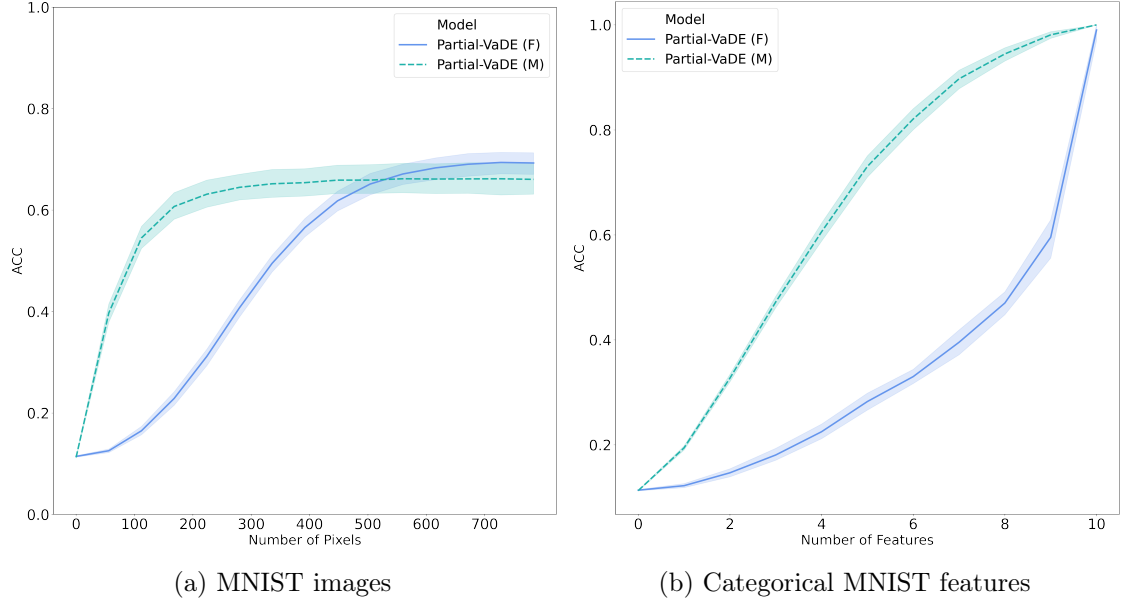 1.0
0.8
0.6
0.4
0.2
0.0
ACC
0 100 200 300 400 500 600 700
Number of Pixels
Model
Partial-VaDE (F)
Partial-VaDE (M)
(a) MNIST images
1.0
0.8
0.6
0.4
0.2
ACC
0 2 4 6 8 10
Number of Features
Model
Partial-VaDE (F)
Partial-VaDE (M)
(b) Categorical MNIST features